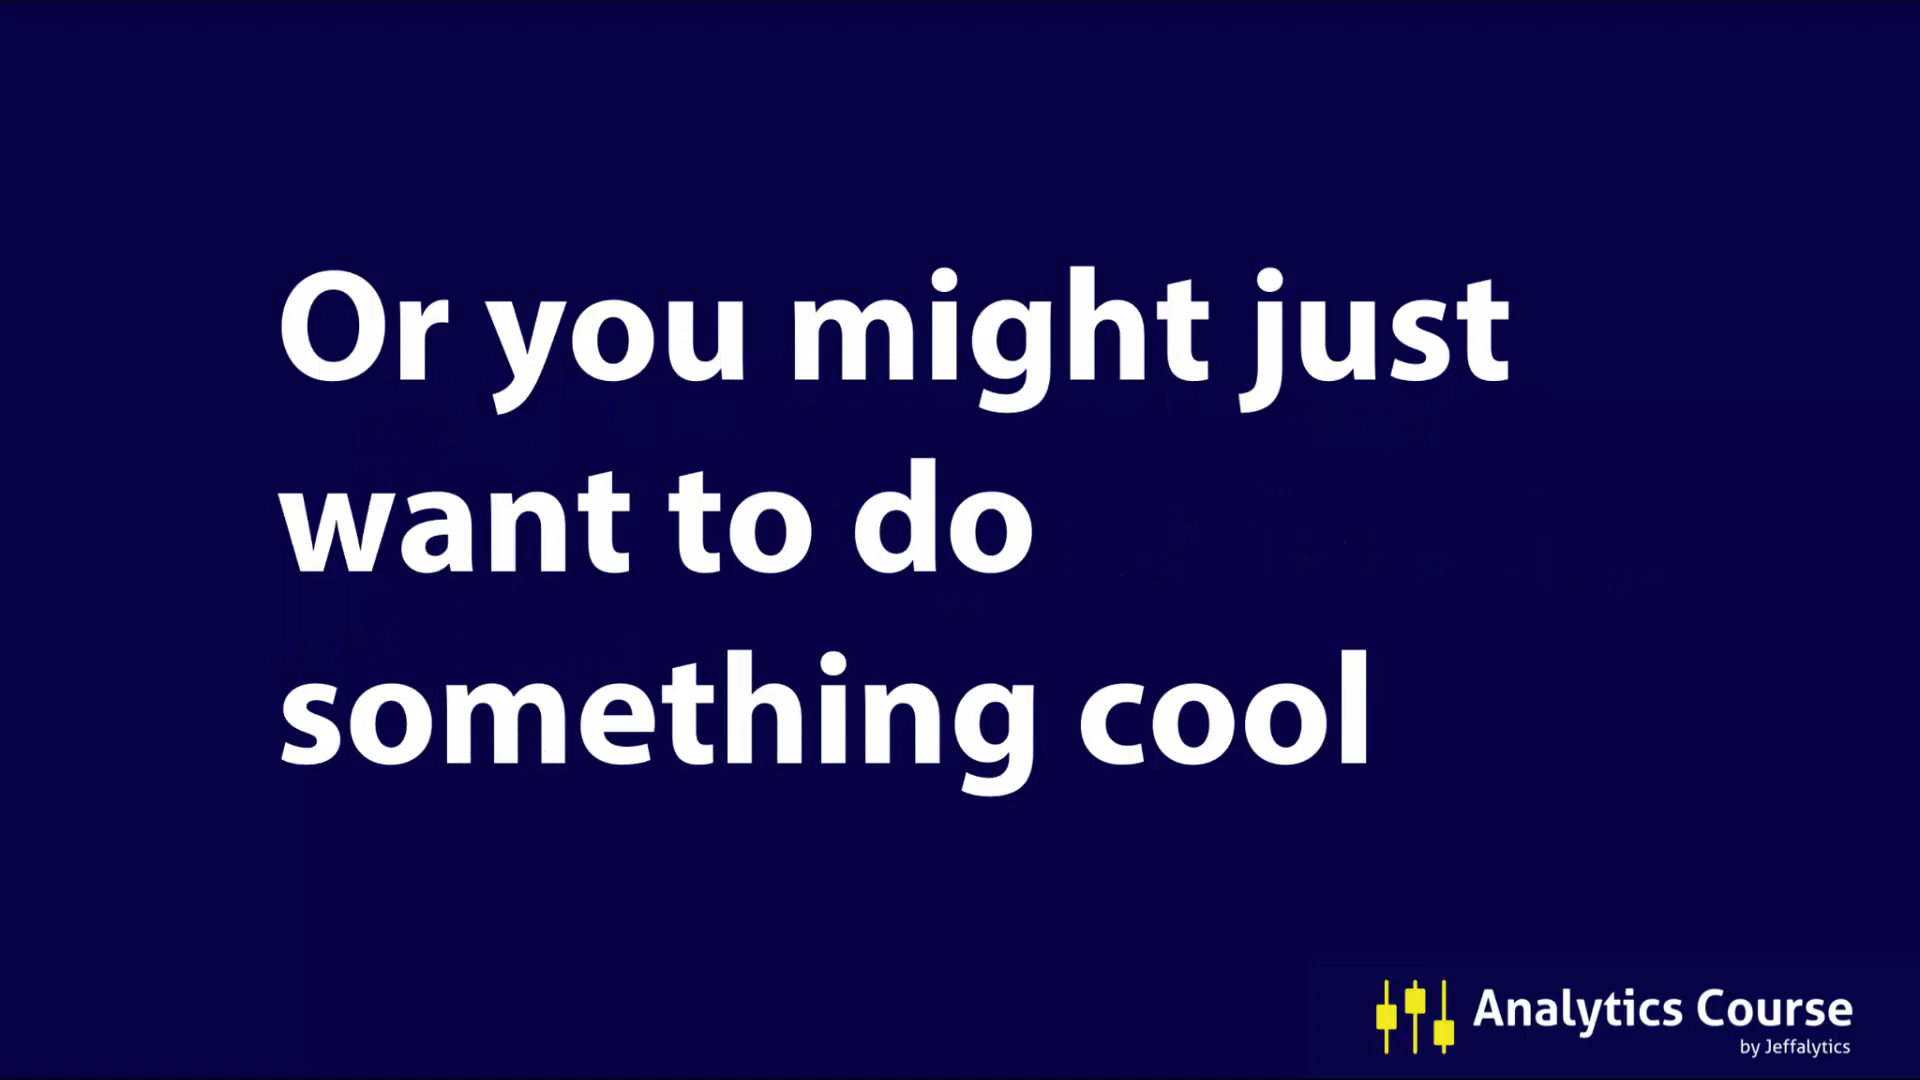 Or you might just
want to do
something cool
Analytics Course
by Jeffalytics